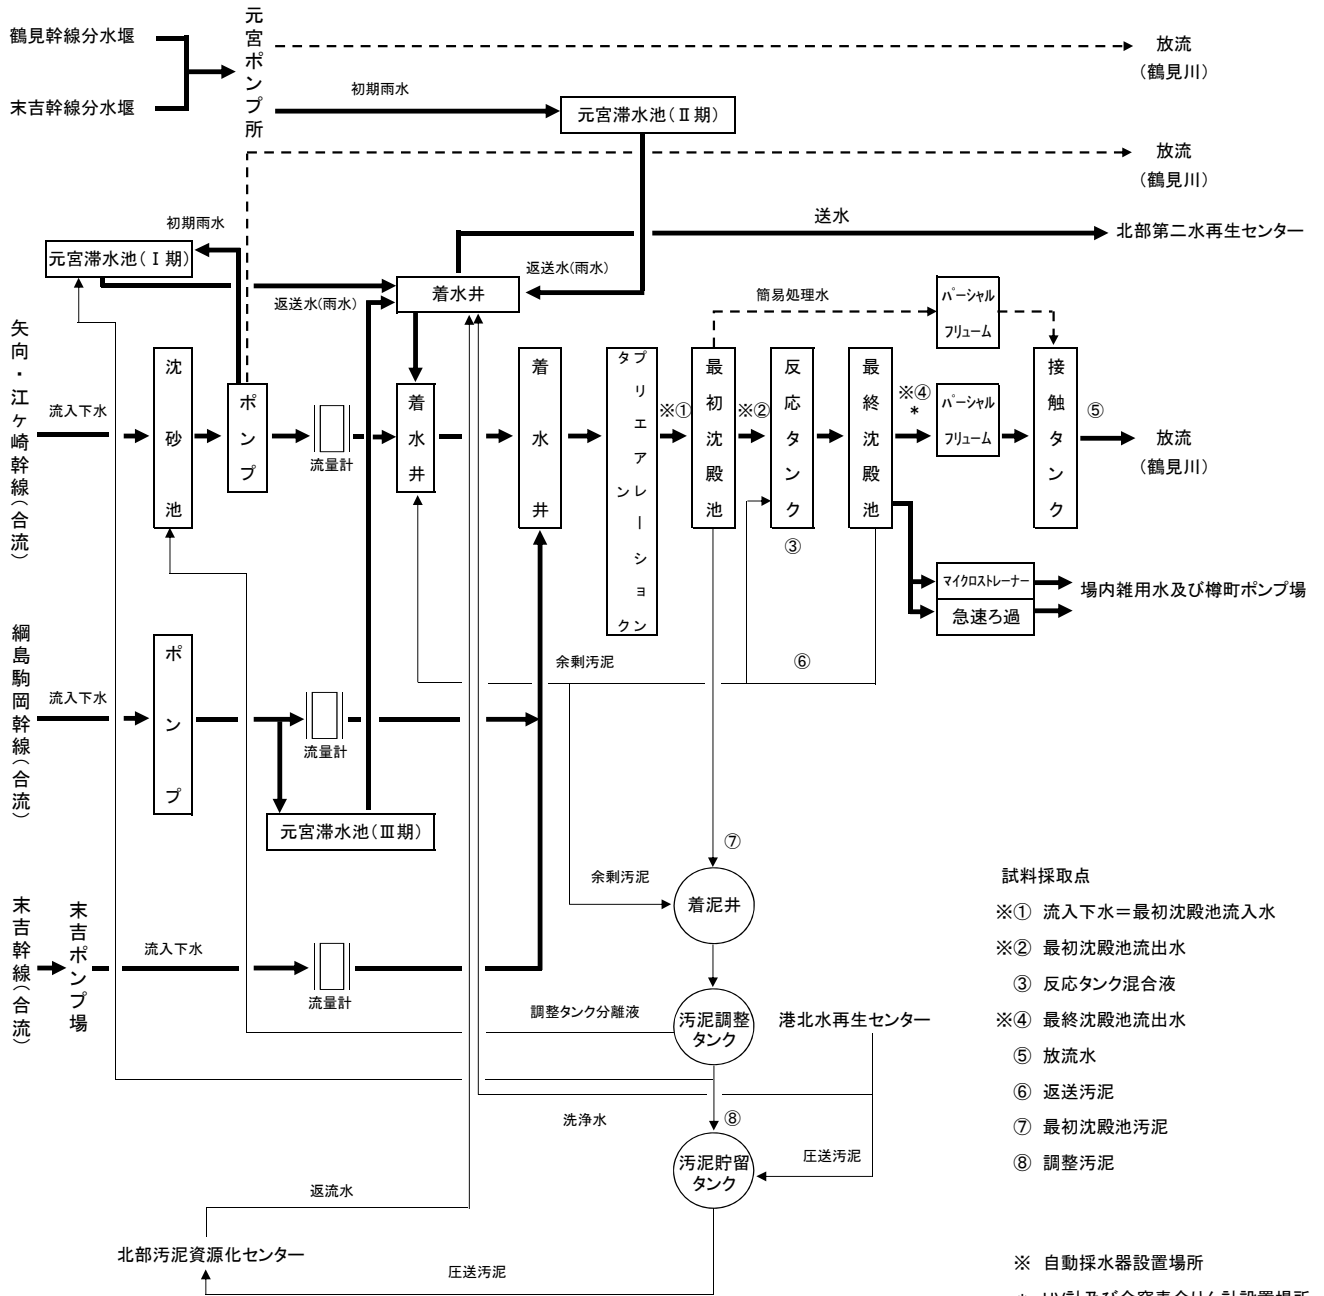 鶴見幹線分水堰
末吉幹線分水堰
元宮ポンプ所
放流
(鶴見川)
初期雨水
元宮滞水池(Ⅱ期)
放流
(鶴見川)
送水
北部第二水再生センター
初期雨水
元宮滞水池(Ⅰ期)
返送水(雨水)
着水井
返送水(雨水)
簡易処理水
パーシャル
フリューム
矢向・江ヶ崎幹線(合流)
流入下水
沈砂池
ポンプ
流量計
着水井
着水井
プリエアレーション
タンク
※①
最初沈殿池
※②
反応タンク
③
最終沈殿池
※④
*
パーシャル
フリューム
接触タンク
⑤
放流
(鶴見川)
マイクロストレーナー
急速ろ過
場内雑用水及び樽町ポンプ場
余剰汚泥
⑥
綱島駒岡幹線(合流)
流入下水
ポンプ
流量計
元宮滞水池(Ⅲ期)
⑦
余剰汚泥
着泥井
末吉幹線(合流)
末吉ポンプ場
流入下水
流量計
調整タンク分離液
汚泥調整
タンク
港北水再生センター
洗浄水
⑧
汚泥貯留
タンク
圧送汚泥
返流水
北部汚泥資源化センター
圧送汚泥
試料採取点
※① 流入下水=最初沈殿池流入水
※② 最初沈殿池流出水
③ 反応タンク混合液
※④ 最終沈殿池流出水
⑤ 放流水
⑥ 返送汚泥
⑦ 最初沈殿池汚泥
⑧ 調整汚泥
※ 自動採水器設置場所
* UV計及び全窒素全りん計設置場所